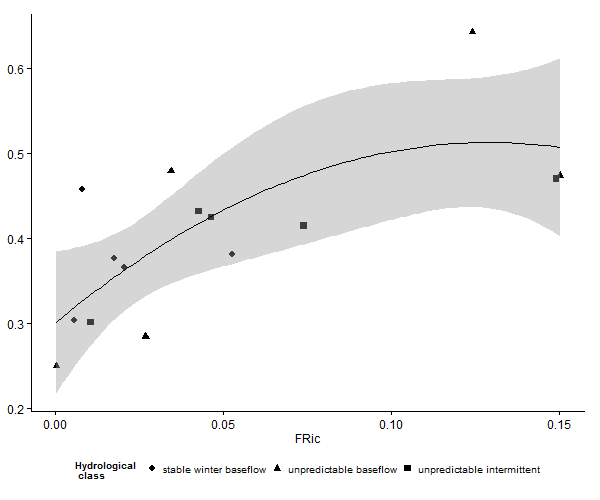 0.6
0.5
0.4
0.3
0.2
0.00 0.05 0.10 0.15
FRic
Hydrological
class
stable winter baseflow unpredictable baseflow unpredictable intermittent